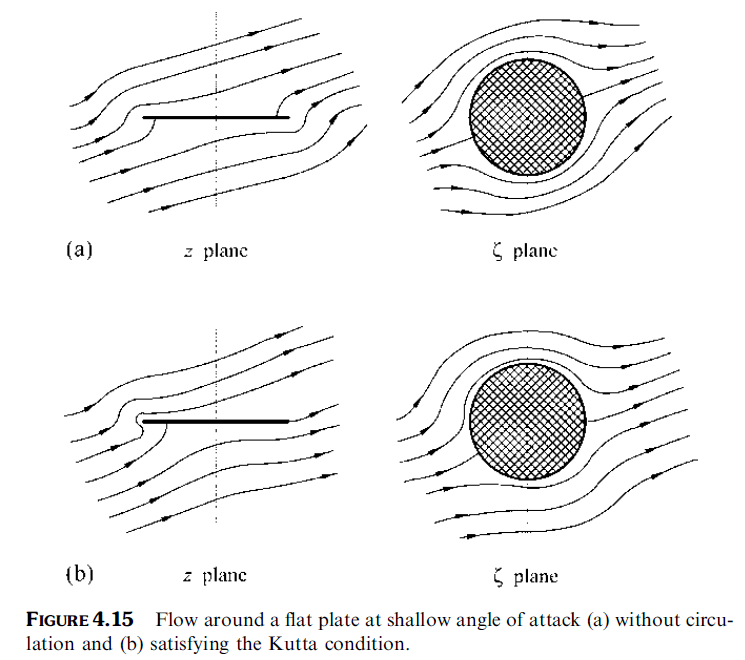 (a) z plane ζ plane
(b) z plane ζ plane
FIGURE 4.15 Flow around a flat plate at shallow angle of attack (a) without circu-
lation and (b) satisfying the Kutta condition.